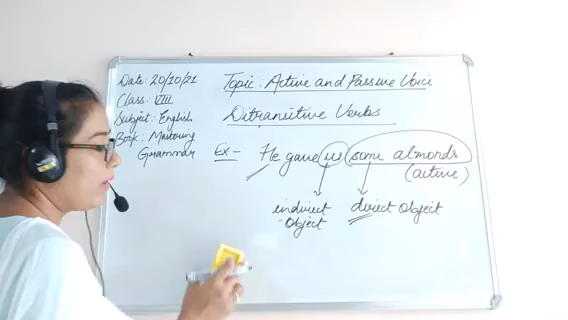 Date: 20/10/21
Class: VIII
Subject: English
Book: Mastering
Grammar
Topic: Active and Passive Voice
Ditransitive Verbs
Ex- He gave us some almonds
(active)
indirect
object
direct object